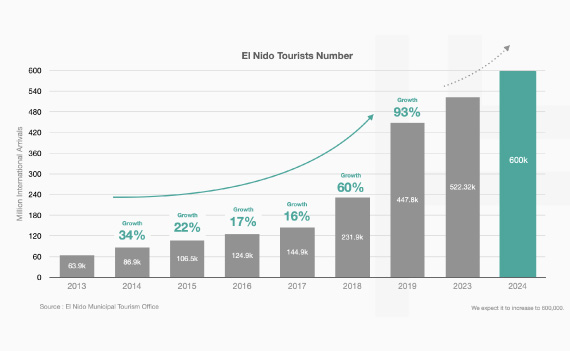 El Nido Tourists Number
Million International Arrivals
600
540
480
420
360
300
240
180
120
60
0
Growth
34%
Growth
22%
Growth
17%
Growth
16%
Growth
60%
Growth
93%
63.9k
86.9k
106.5k
124.9k
144.9k
231.9k
447.8k
522.32k
600k
2013
2014
2015
2016
2017
2018
2019
2023
2024
Source : El Nido Municipal Tourism Office
We expect it to increase to 600,000.